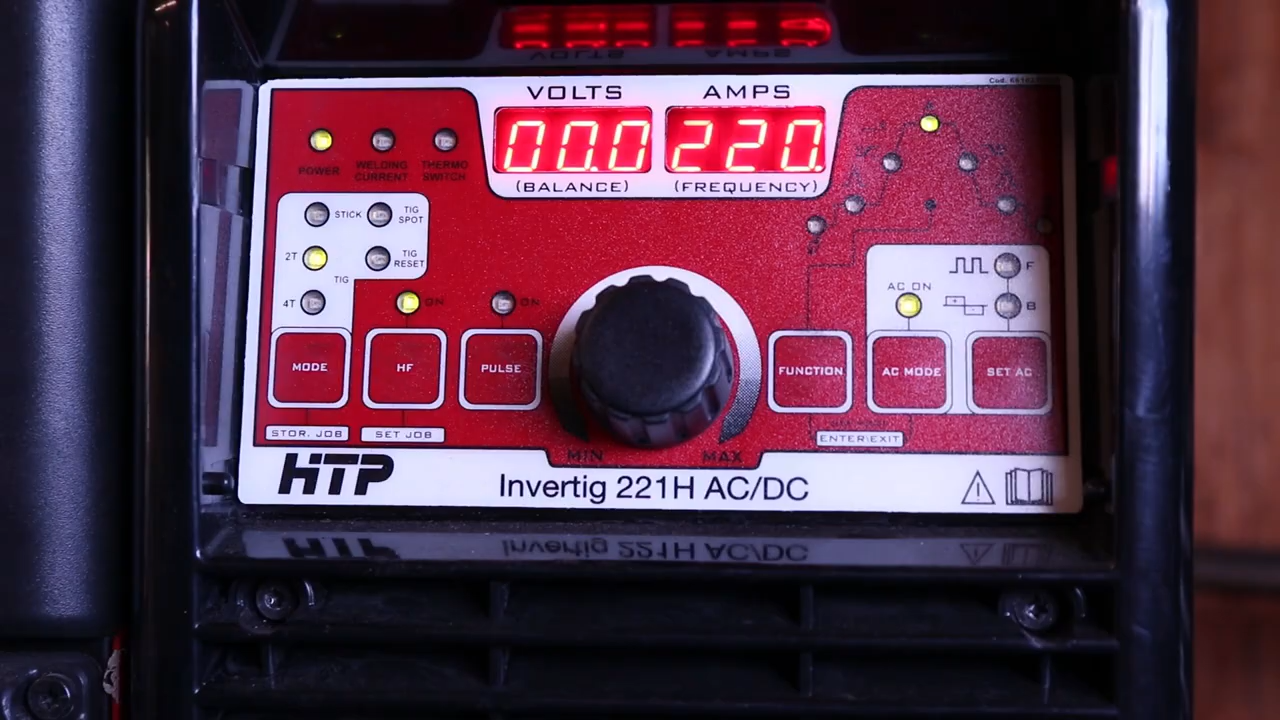 VOLTS
AMPS
00.0
220.
(BALANCE)
(FREQUENCY)
POWER
WELDING
CURRENT
THERMO
SWITCH
STICK
TIG
SPOT
2T
TIG
RESET
TIG
4T
ON
ON
AC ON
F
B
MODE
HF
PULSE
FUNCTION
AC MODE
SET AC
STOR. JOB
SET JOB
ENTER\EXIT
MIN
MAX
HTP
Invertig 221H AC/DC